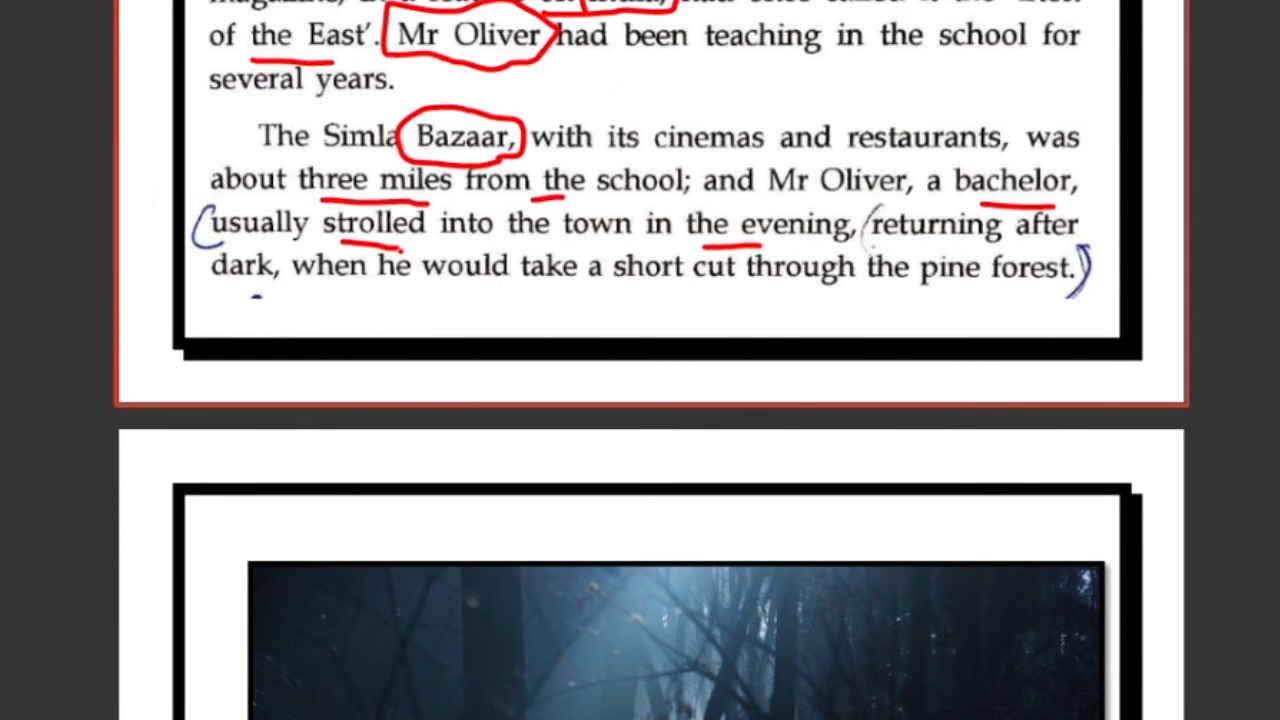 of the East'. Mr Oliver had been teaching in the school for
several years.
The Simla Bazaar, with its cinemas and restaurants, was
about three miles from the school; and Mr Oliver, a bachelor,
usually strolled into the town in the evening, returning after
dark, when he would take a short cut through the pine forest.